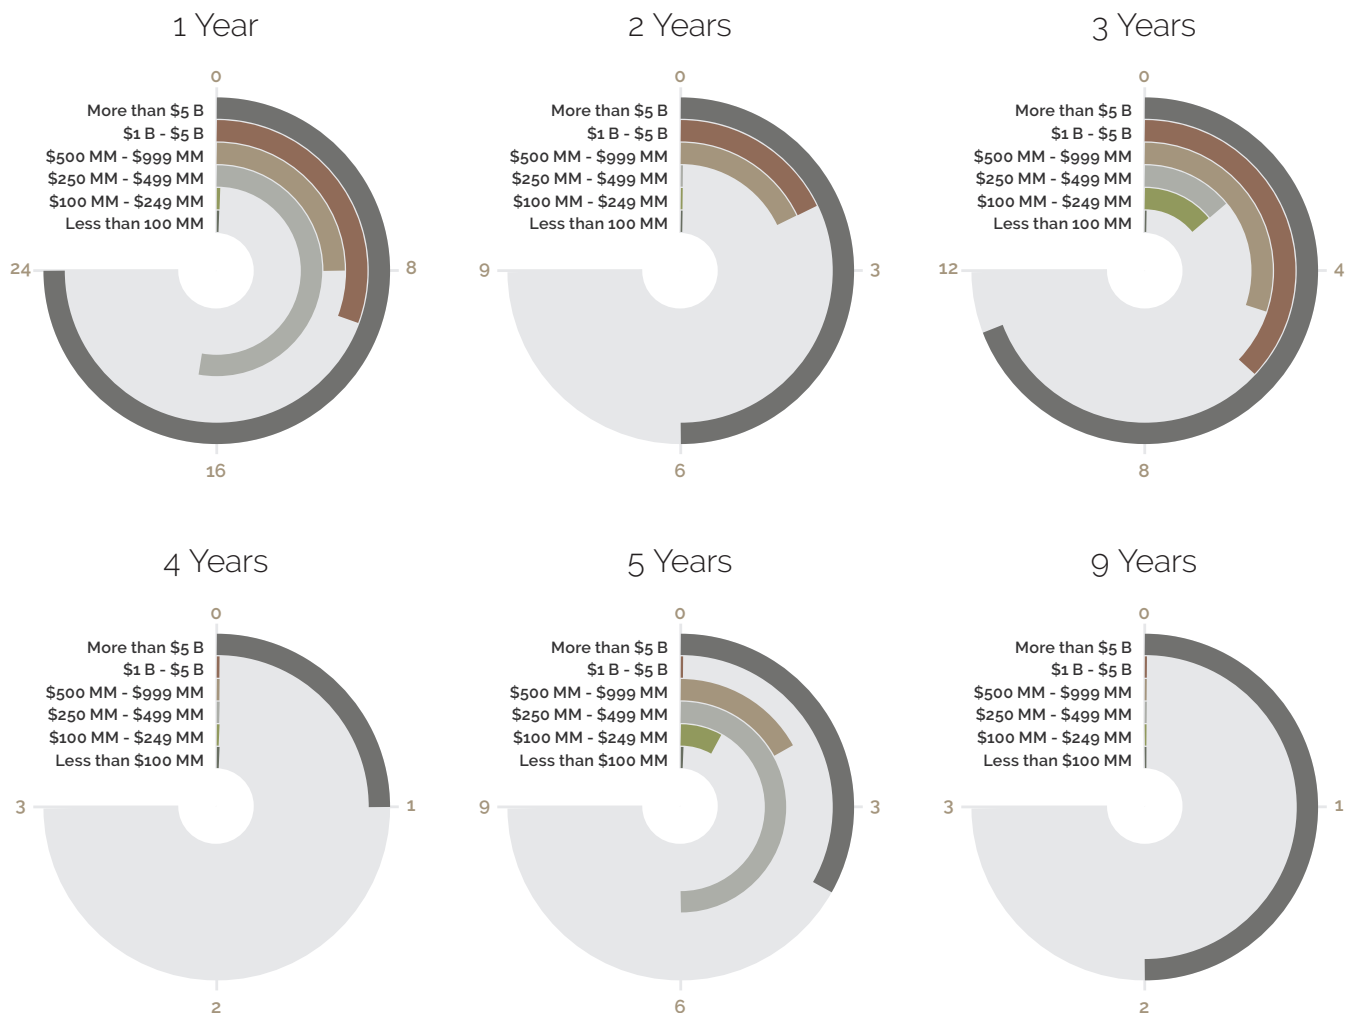 1 Year
0
More than $5 B
$1 B - $5 B
$500 MM - $999 MM
$250 MM - $499 MM
$100 MM - $249 MM
Less than 100 MM
24
8
16
2 Years
0
More than $5 B
$1 B - $5 B
$500 MM - $999 MM
$250 MM - $499 MM
$100 MM - $249 MM
Less than 100 MM
9
3
6
3 Years
0
More than $5 B
$1 B - $5 B
$500 MM - $999 MM
$250 MM - $499 MM
$100 MM - $249 MM
Less than 100 MM
12
4
8
4 Years
0
More than $5 B
$1 B - $5 B
$500 MM - $999 MM
$250 MM - $499 MM
$100 MM - $249 MM
Less than $100 MM
3
1
2
5 Years
0
More than $5 B
$1 B - $5 B
$500 MM - $999 MM
$250 MM - $499 MM
$100 MM - $249 MM
Less than $100 MM
9
3
6
9 Years
0
More than $5 B
$1 B - $5 B
$500 MM - $999 MM
$250 MM - $499 MM
$100 MM - $249 MM
Less than $100 MM
3
1
2